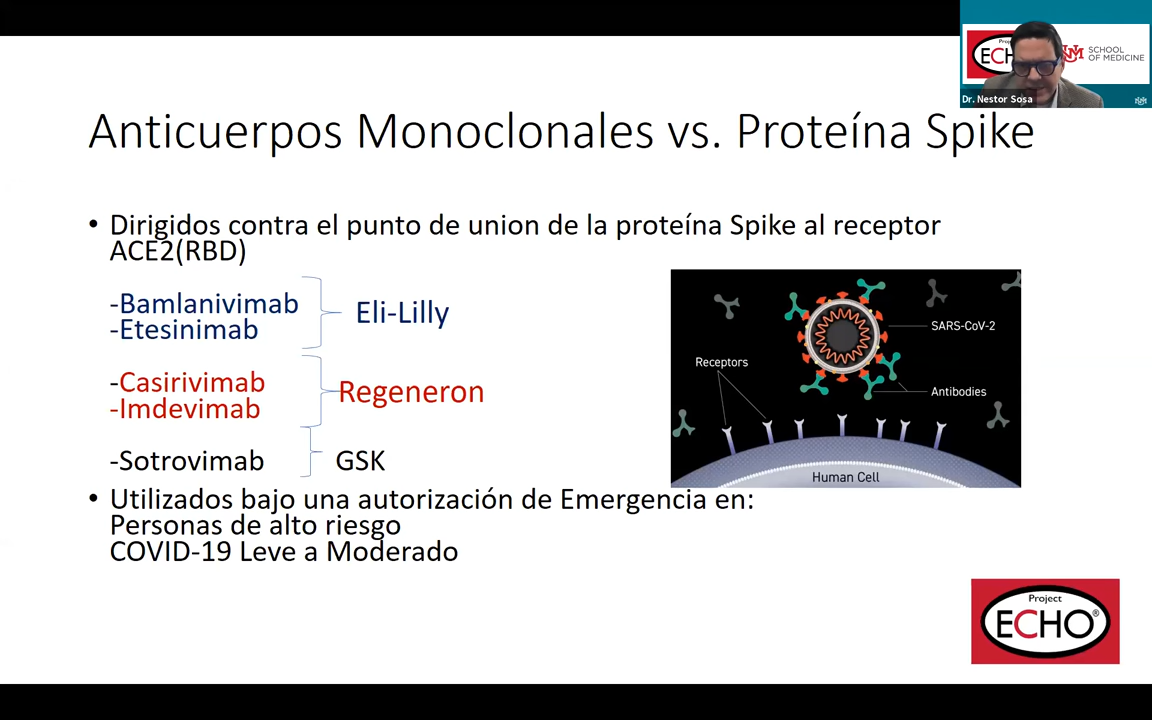 Anticuerpos Monoclonales vs. Proteína Spike
• Dirigidos contra el punto de union de la proteína Spike al receptor
ACE2(RBD)
-Bamlanivimab
-Etesinimab
Eli-Lilly
-Casirivimab
-Imdevimab
Regeneron
-Sotrovimab
GSK
• Utilizados bajo una autorización de Emergencia en:
Personas de alto riesgo
COVID-19 Leve a Moderado
SARS-CoV-2
Receptors
Antibodies
Human Cell
Project
ECHO®
SCHOOL
OF MEDICINE
Dr. Nestor Sosa